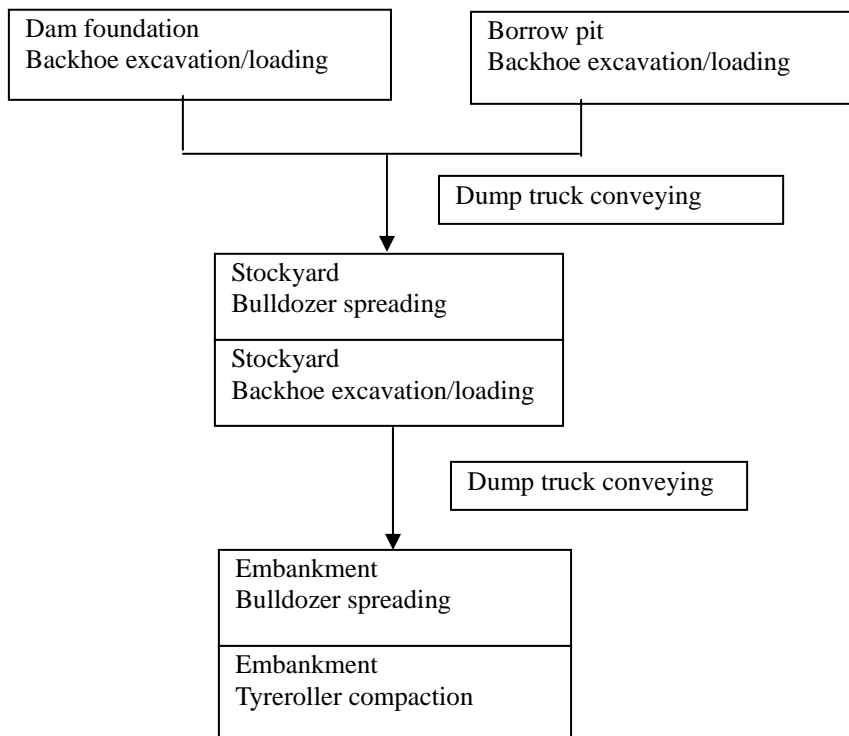 Dam foundation
Backhoe excavation/loading
Borrow pit
Backhoe excavation/loading
Dump truck conveying
Stockyard
Bulldozer spreading
Stockyard
Backhoe excavation/loading
Dump truck conveying
Embankment
Bulldozer spreading
Embankment
Tyreroller compaction